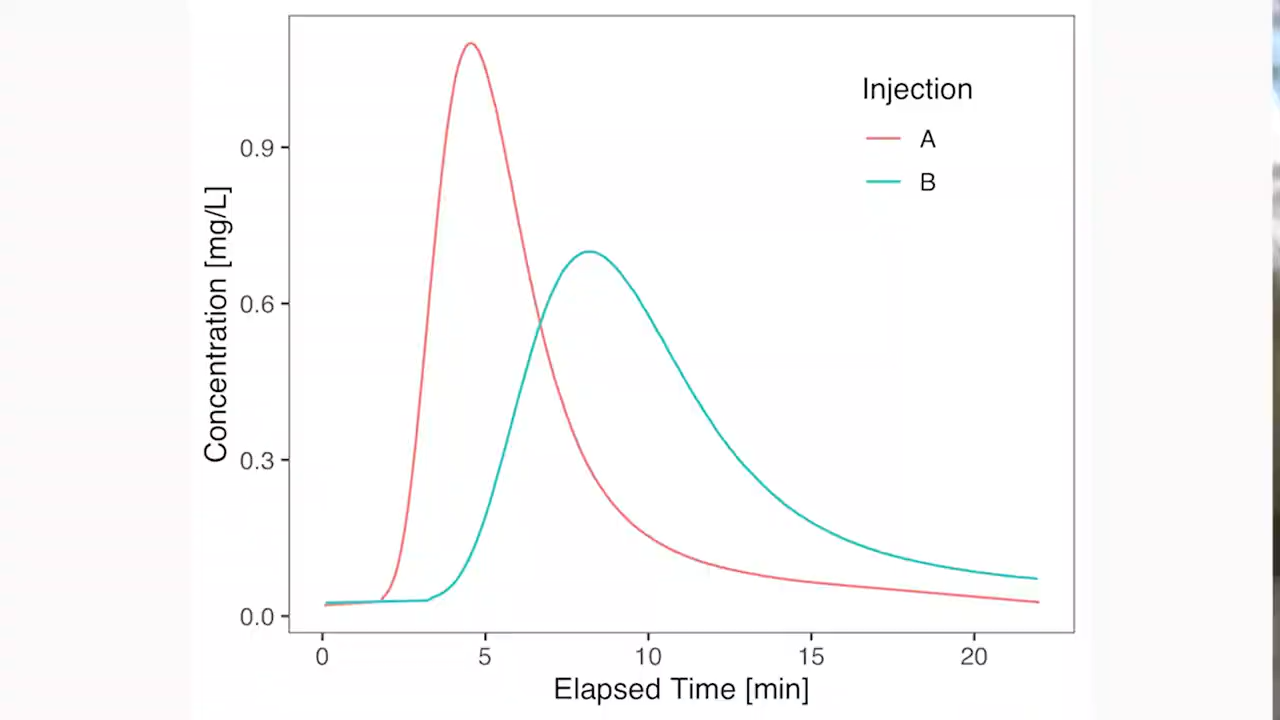 Injection
A
B
0.9
0.6
0.3
0.0
Concentration [mg/L]
0 5 10 15 20
Elapsed Time [min]